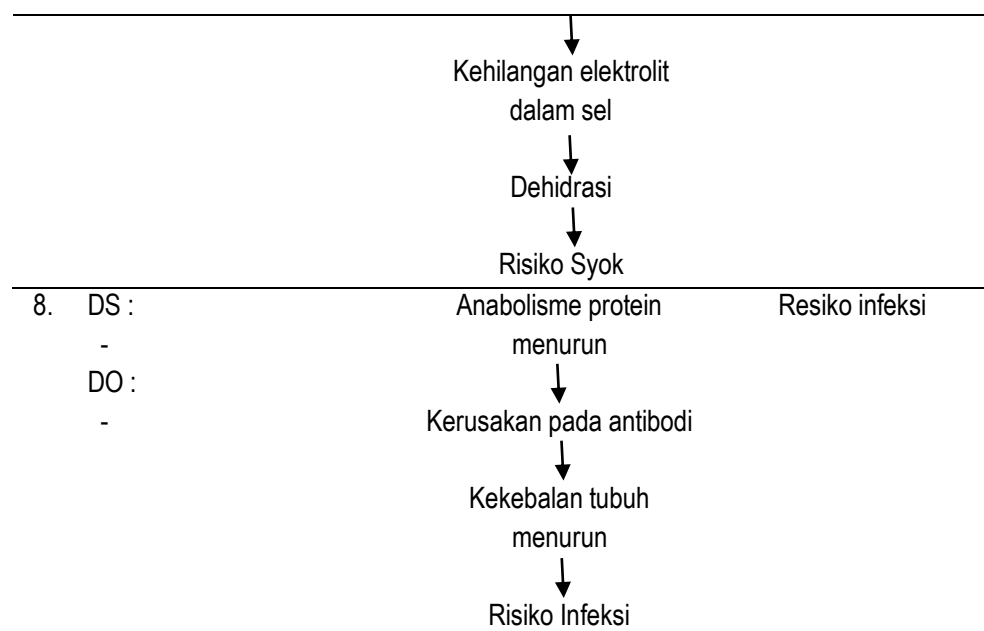 Kehilangan elektrolit
dalam sel
Dehidrasi
Risiko Syok
8. DS : Anabolisme protein Resiko infeksi
- menurun
DO :
- Kerusakan pada antibodi
Kekebalan tubuh
menurun
Risiko Infeksi